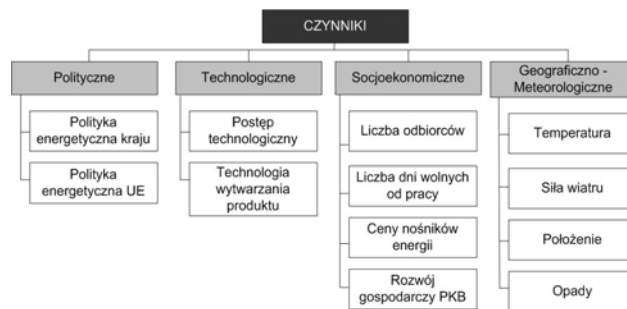 CZYNNIKI
Polityczne
Polityka
energetyczna kraju
Polityka
energetyczna UE
Technologiczne
Postęp
technologiczny
Technologia
wytwarzania
produktu
Socjoekonomiczne
Liczba odbiorców
Liczba dni wolnych
od pracy
Ceny nośników
energii
Rozwój
gospodarczy PKB
Geograficzno -
Meteorologiczne
Temperatura
Siła wiatru
Położenie
Opady